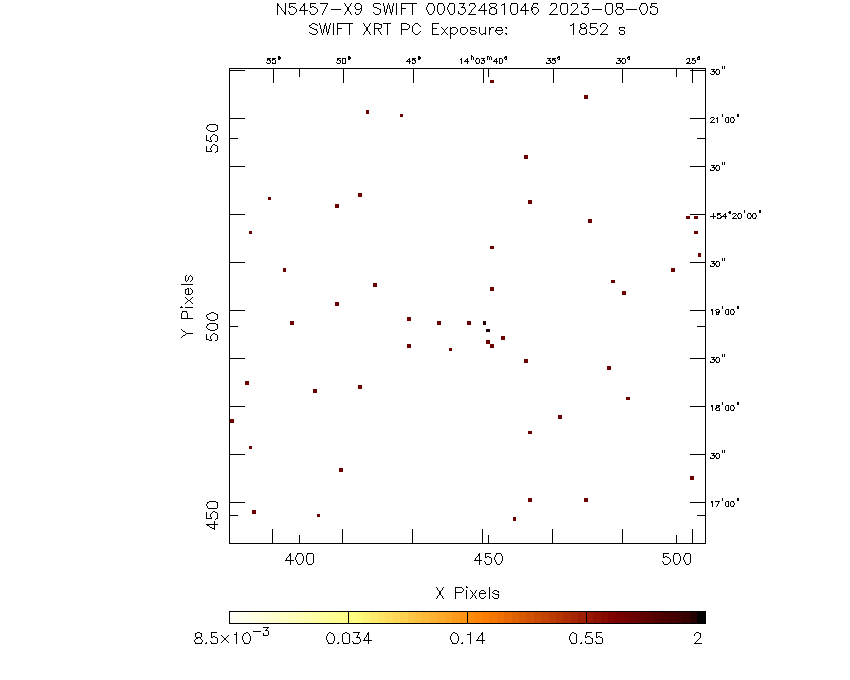 N5457-X9 SWIFT 00032481046 2023-08-05
SWIFT XRT PC Exposure: 1852 s
55ˢ 50ˢ 45ˢ 14ʰ03ᵐ40ˢ 35ˢ 30ˢ 25ˢ
30"
21'00"
30"
+54°20'00"
30"
19'00"
30"
18'00"
30"
17'00"
550
500
450
Y Pixels
400 450 500
X Pixels
8.5×10⁻³ 0.034 0.14 0.55 2